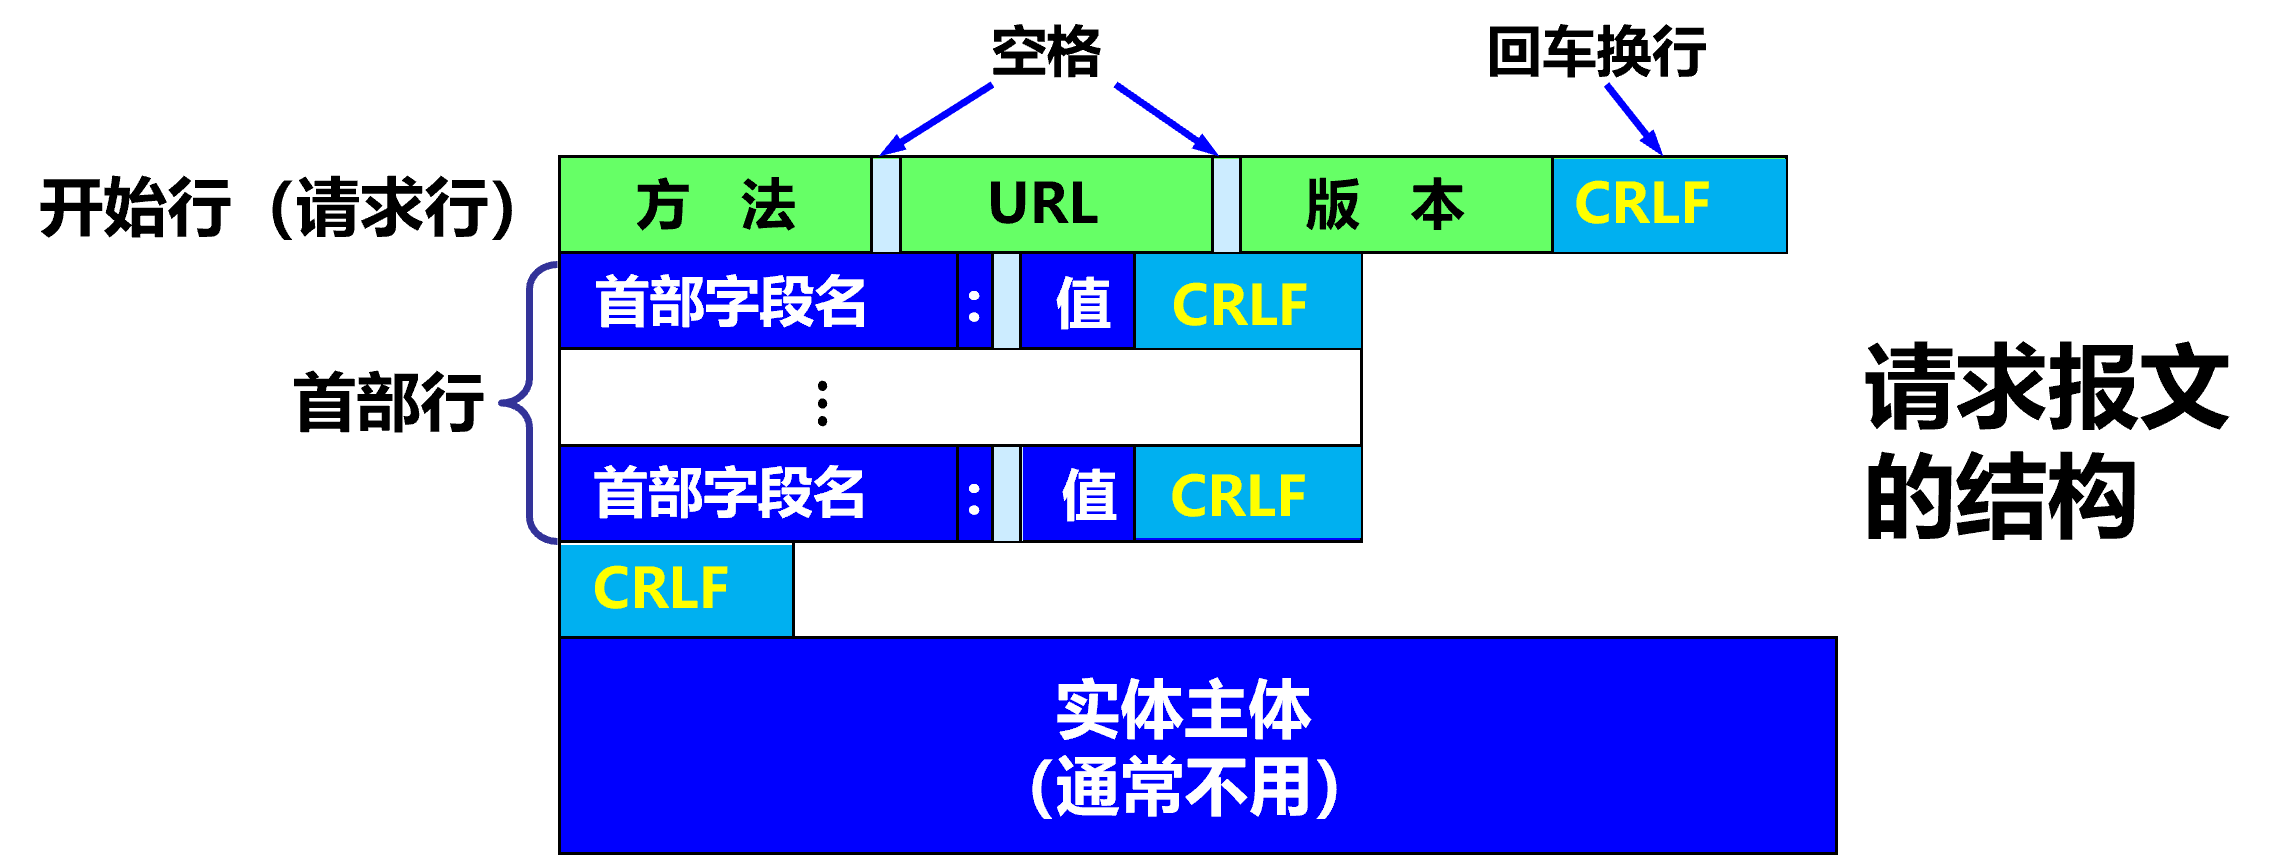 空格
回车换行
开始行（请求行） 方 法 URL 版 本 CRLF
首部字段名 : 值 CRLF
首部行 ⋮
首部字段名 : 值 CRLF
CRLF
实体主体
（通常不用）
请求报文
的结构